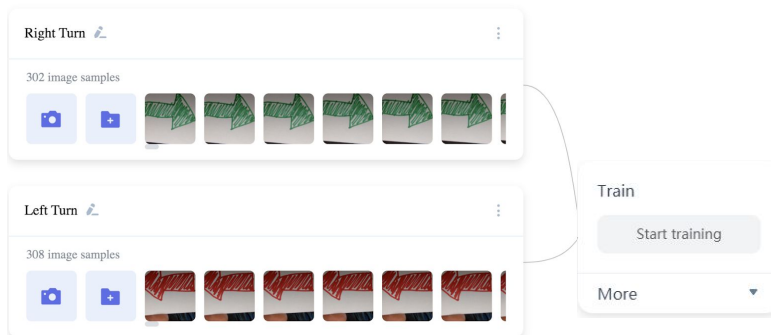 Right Turn
302 image samples
Left Turn
308 image samples
Train
Start training
More